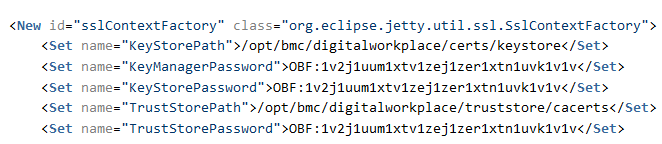 <New id="sslContextFactory" class="org.eclipse.jetty.util.ssl.SslContextFactory">
<Set name="KeyStorePath">/opt/bmc/digitalworkplace/certs/keystore</Set>
<Set name="KeyManagerPassword">OBF:1v2j1uum1xtv1zej1zer1xtn1uvk1v1v</Set>
<Set name="KeyStorePassword">OBF:1v2j1uum1xtv1zej1zer1xtn1uvk1v1v</Set>
<Set name="TrustStorePath">/opt/bmc/digitalworkplace/truststore/cacerts</Set>
<Set name="TrustStorePassword">OBF:1v2j1uum1xtv1zej1zer1xtn1uvk1v1v</Set>